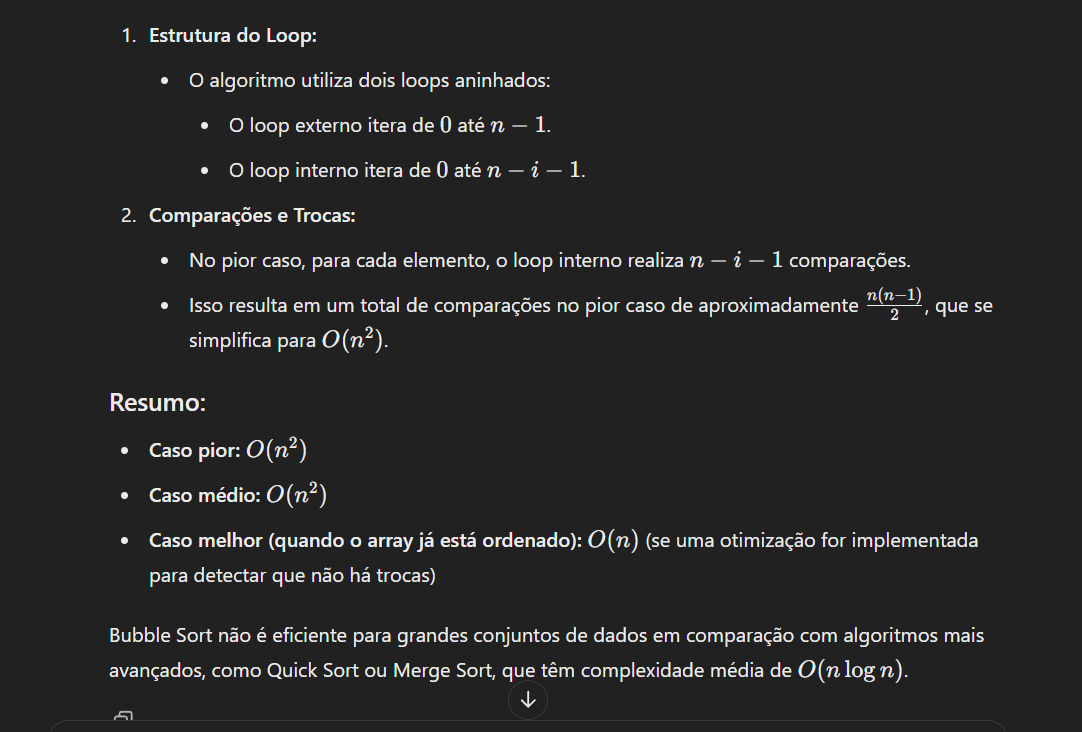 1. Estrutura do Loop:
• O algoritmo utiliza dois loops aninhados:
• O loop externo itera de 0 até n − 1.
• O loop interno itera de 0 até n − i − 1.
2. Comparações e Trocas:
• No pior caso, para cada elemento, o loop interno realiza n − i − 1 comparações.
• Isso resulta em um total de comparações no pior caso de aproximadamente n(n−1)/2, que se
simplifica para O(n²).
Resumo:
• Caso pior: O(n²)
• Caso médio: O(n²)
• Caso melhor (quando o array já está ordenado): O(n) (se uma otimização for implementada
para detectar que não há trocas)
Bubble Sort não é eficiente para grandes conjuntos de dados em comparação com algoritmos mais
avançados, como Quick Sort ou Merge Sort, que têm complexidade média de O(n log n).